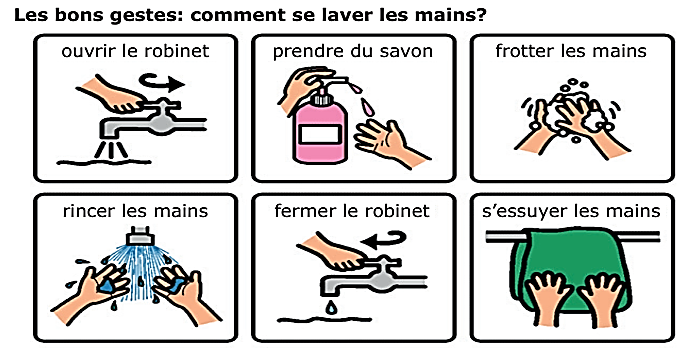 Les bons gestes: comment se laver les mains?
ouvrir le robinet
prendre du savon
frotter les mains
rincer les mains
fermer le robinet
s'essuyer les mains